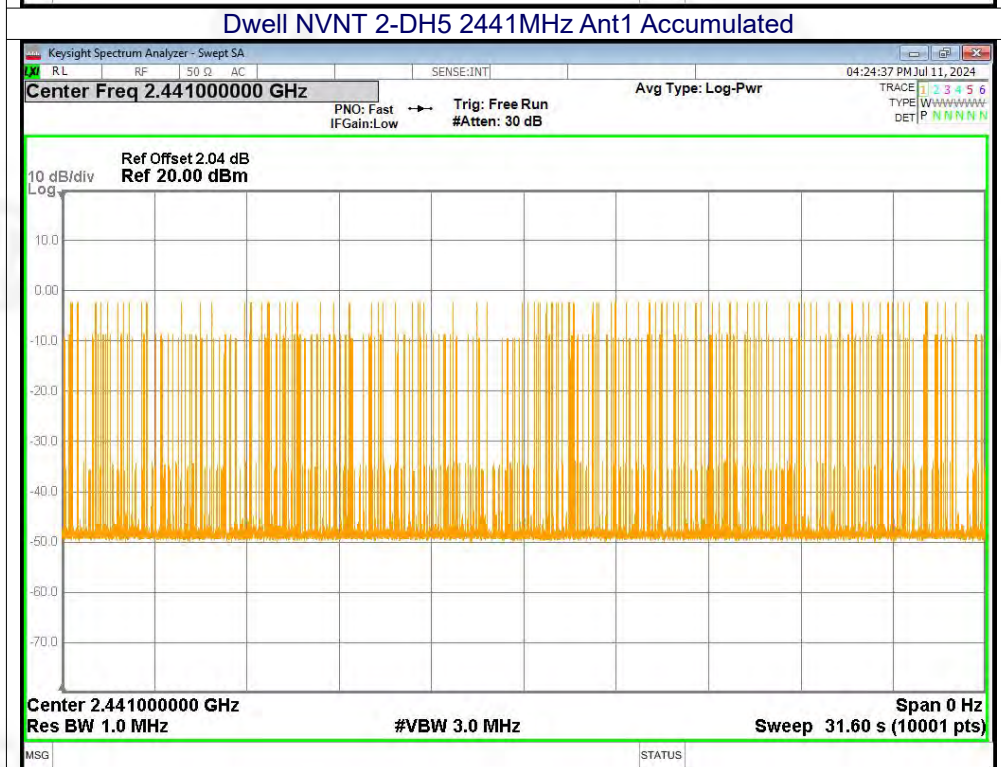 Dwell NVNT 2-DH5 2441MHz Ant1 Accumulated
Keysight Spectrum Analyzer - Swept SA
LXI RL RF 50 Ω AC SENSE:INT 04:24:37 PM Jul 11, 2024
Center Freq 2.441000000 GHz Avg Type: Log-Pwr TRACE 1 2 3 4 5 6
PNO: Fast Trig: Free Run TYPE WWWWWWW
IFGain:Low #Atten: 30 dB DET P N N N N N
Ref Offset 2.04 dB
10 dB/div Ref 20.00 dBm
Log
10.0
0.00
-10.0
-20.0
-30.0
-40.0
-50.0
-60.0
-70.0
Center 2.441000000 GHz Span 0 Hz
Res BW 1.0 MHz #VBW 3.0 MHz Sweep 31.60 s (10001 pts)
MSG STATUS